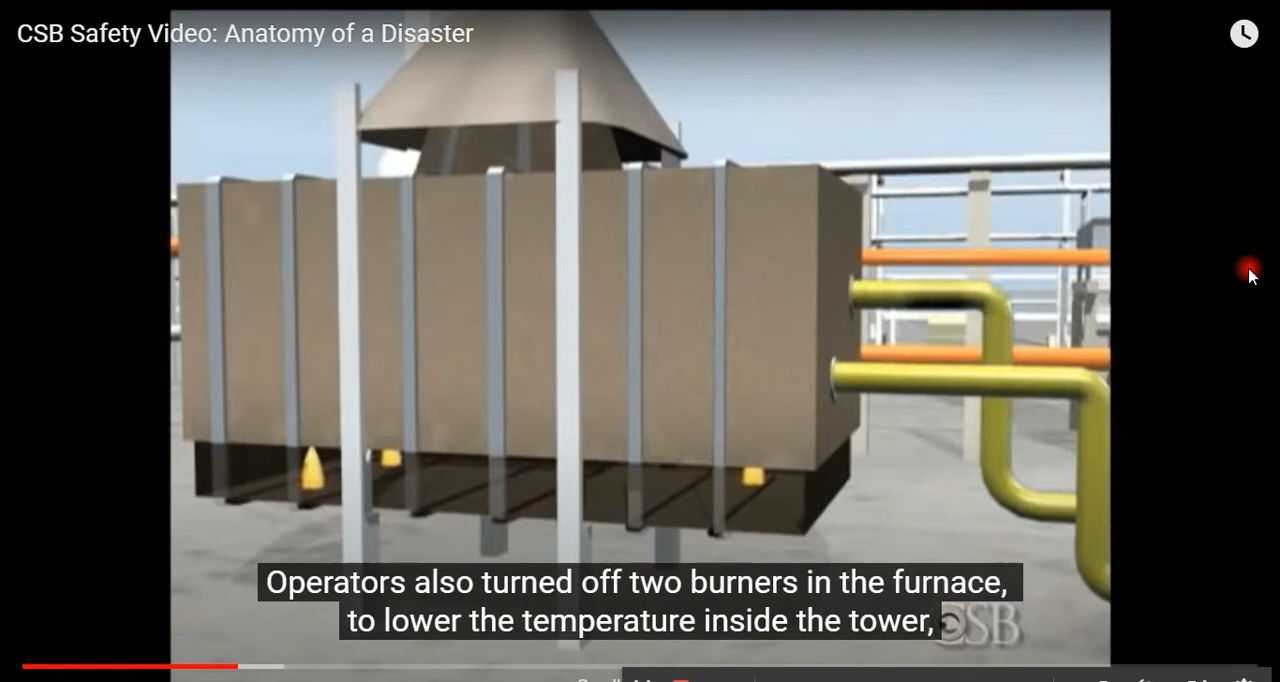 CSB Safety Video: Anatomy of a Disaster
Operators also turned off two burners in the furnace,
to lower the temperature inside the tower,
CSB